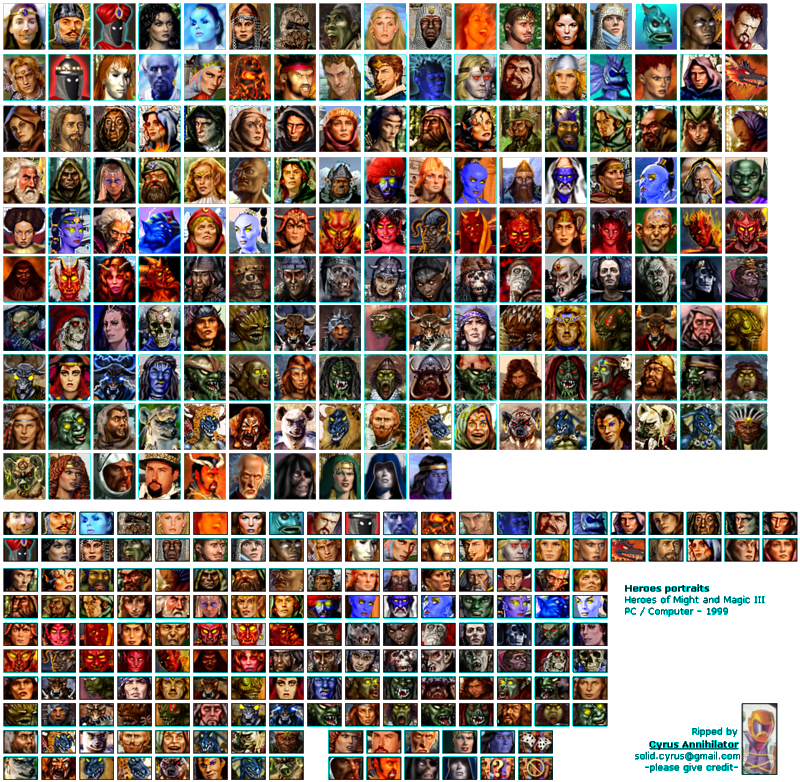 Heroes portraits
Heroes of Might and Magic III
PC / Computer - 1999
Ripped by
Cyrus Annihilator
solid.cyrus@gmail.com
-please give credit-